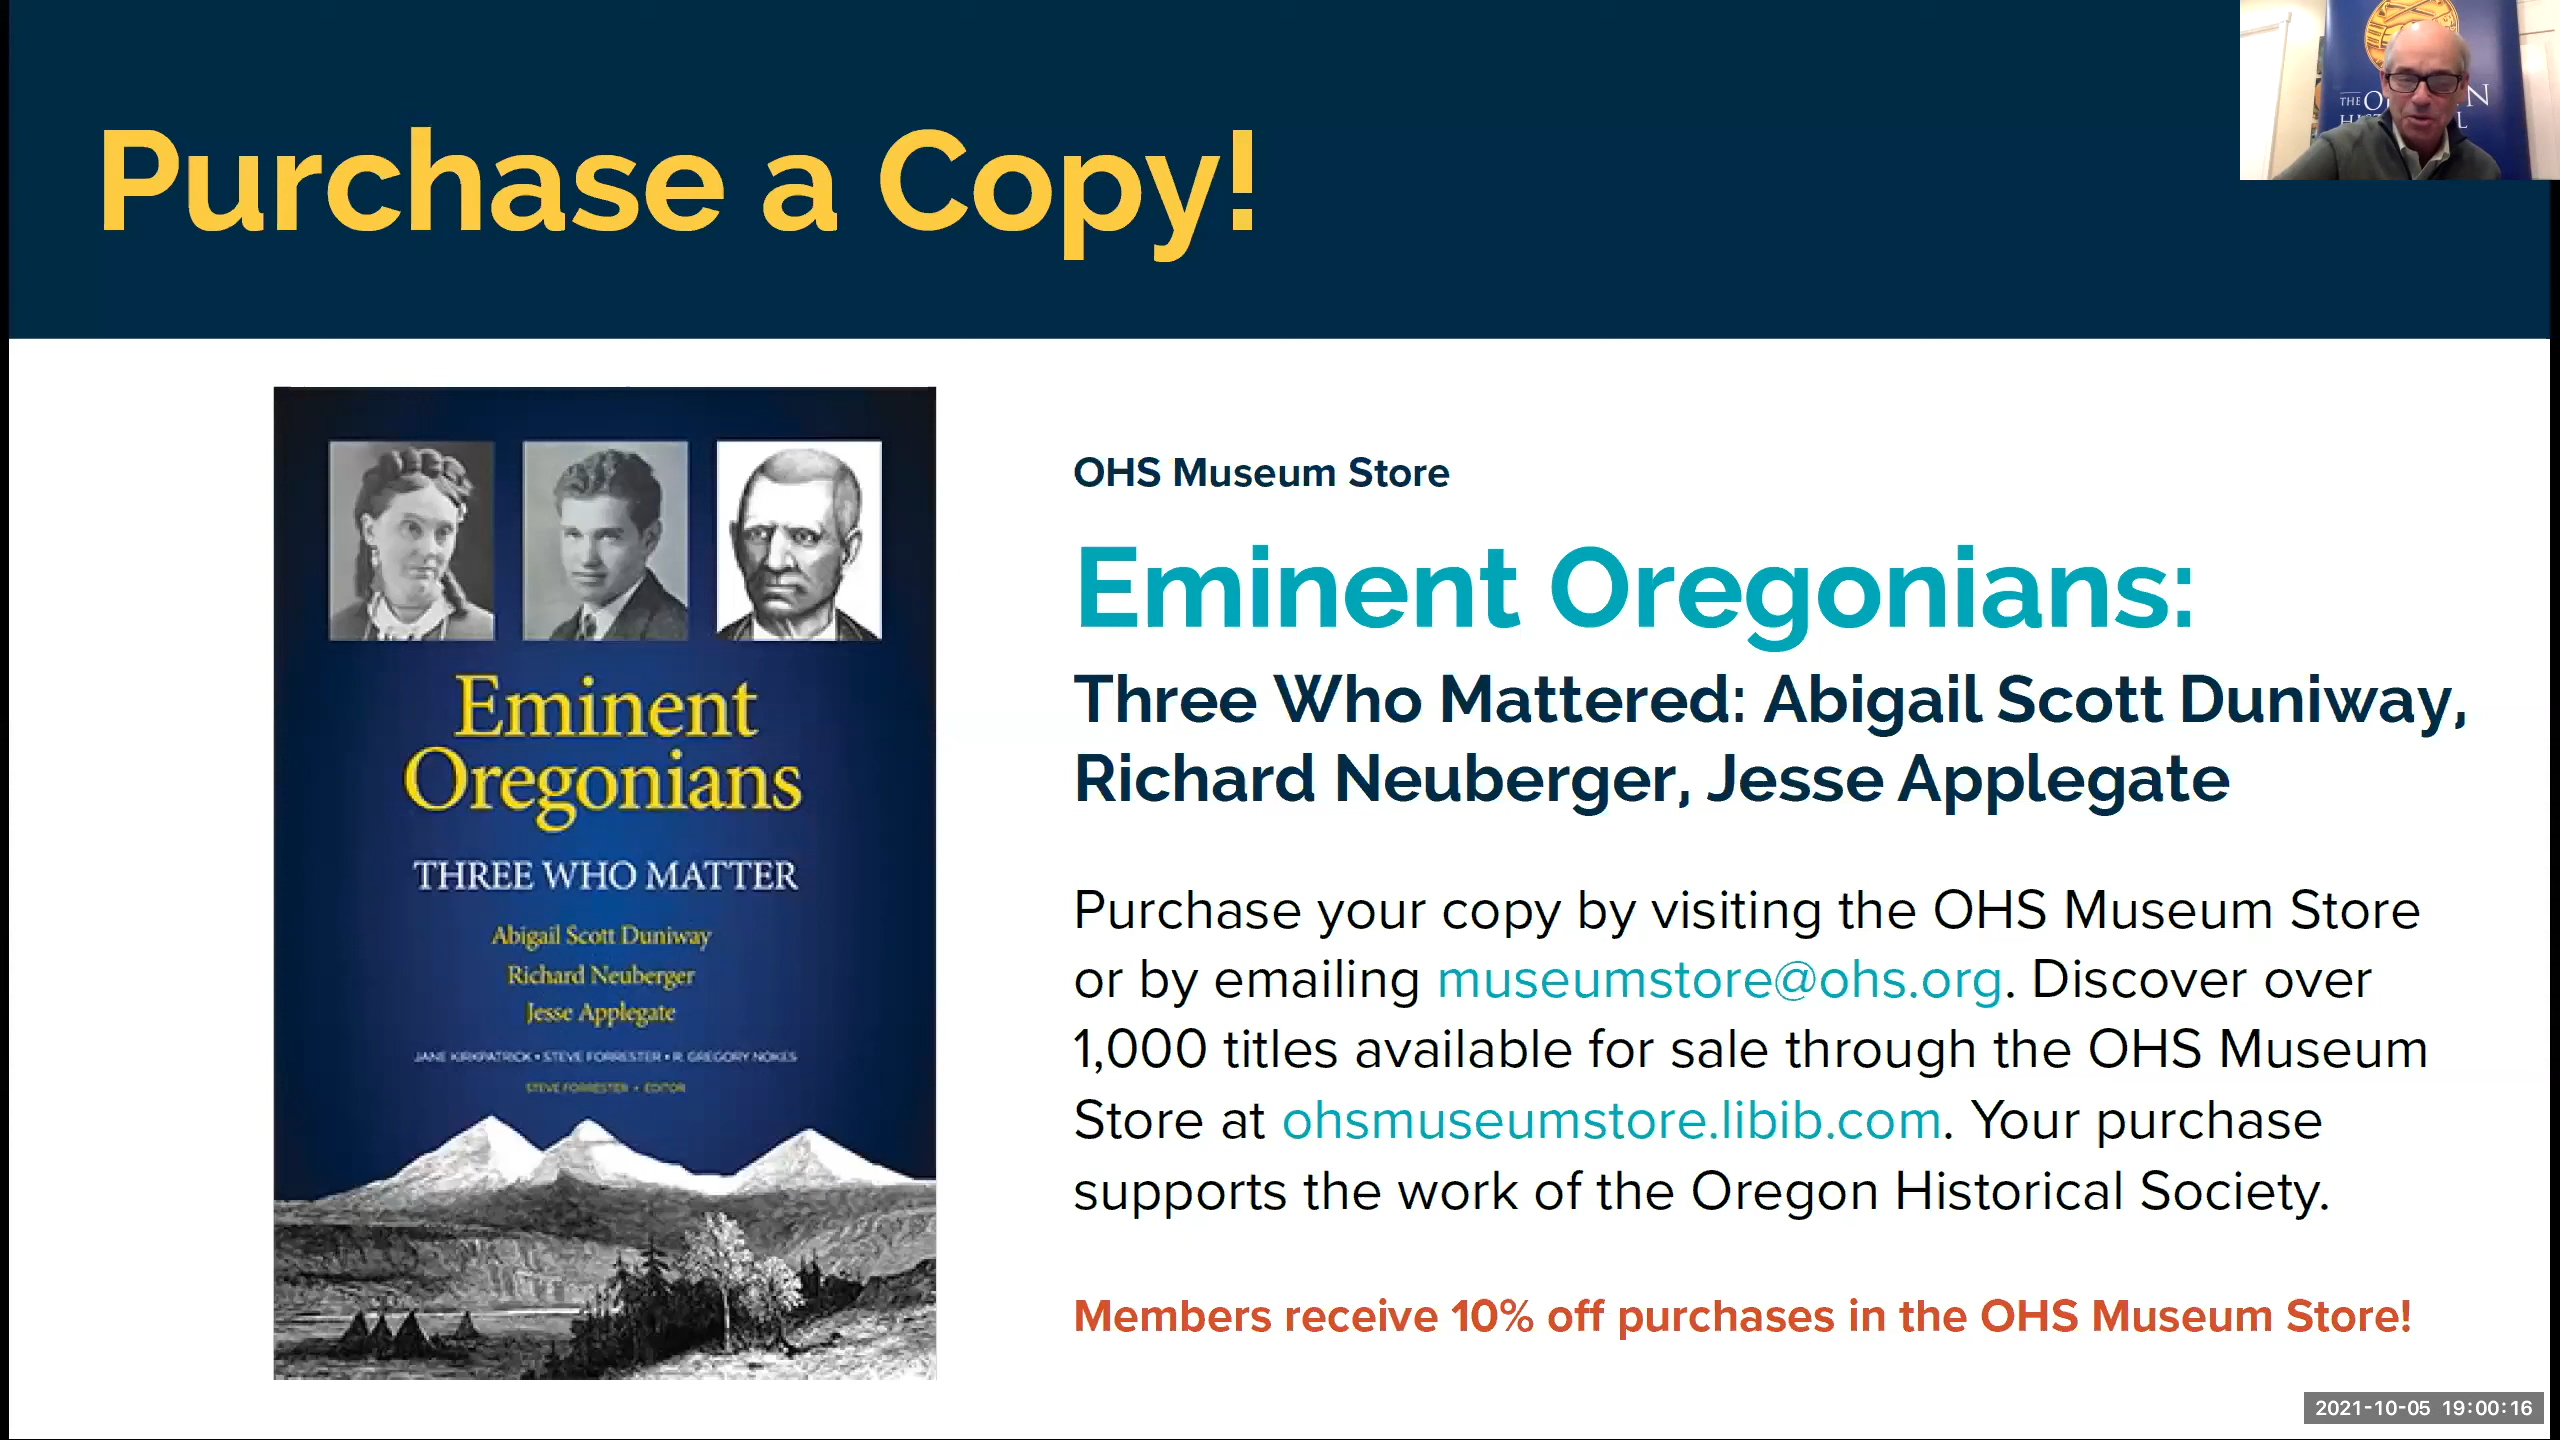 Purchase a Copy!
THE
OHS Museum Store
Eminent Oregonians:
Three Who Mattered: Abigail Scott Duniway,
Richard Neuberger, Jesse Applegate
Purchase your copy by visiting the OHS Museum Store
or by emailing museumstore@ohs.org. Discover over
1,000 titles available for sale through the OHS Museum
Store at ohsmuseumstore.libib.com. Your purchase
supports the work of the Oregon Historical Society.
Members receive 10% off purchases in the OHS Museum Store!
Eminent
Oregonians
THREE WHO MATTER
Abigail Scott Duniway
Richard Neuberger
Jesse Applegate
JANE KIRKPATRICK • STEVE FORRESTER • R. GREGORY NOKES
STEVE FORRESTER • EDITOR
2021-10-05 19:00:16